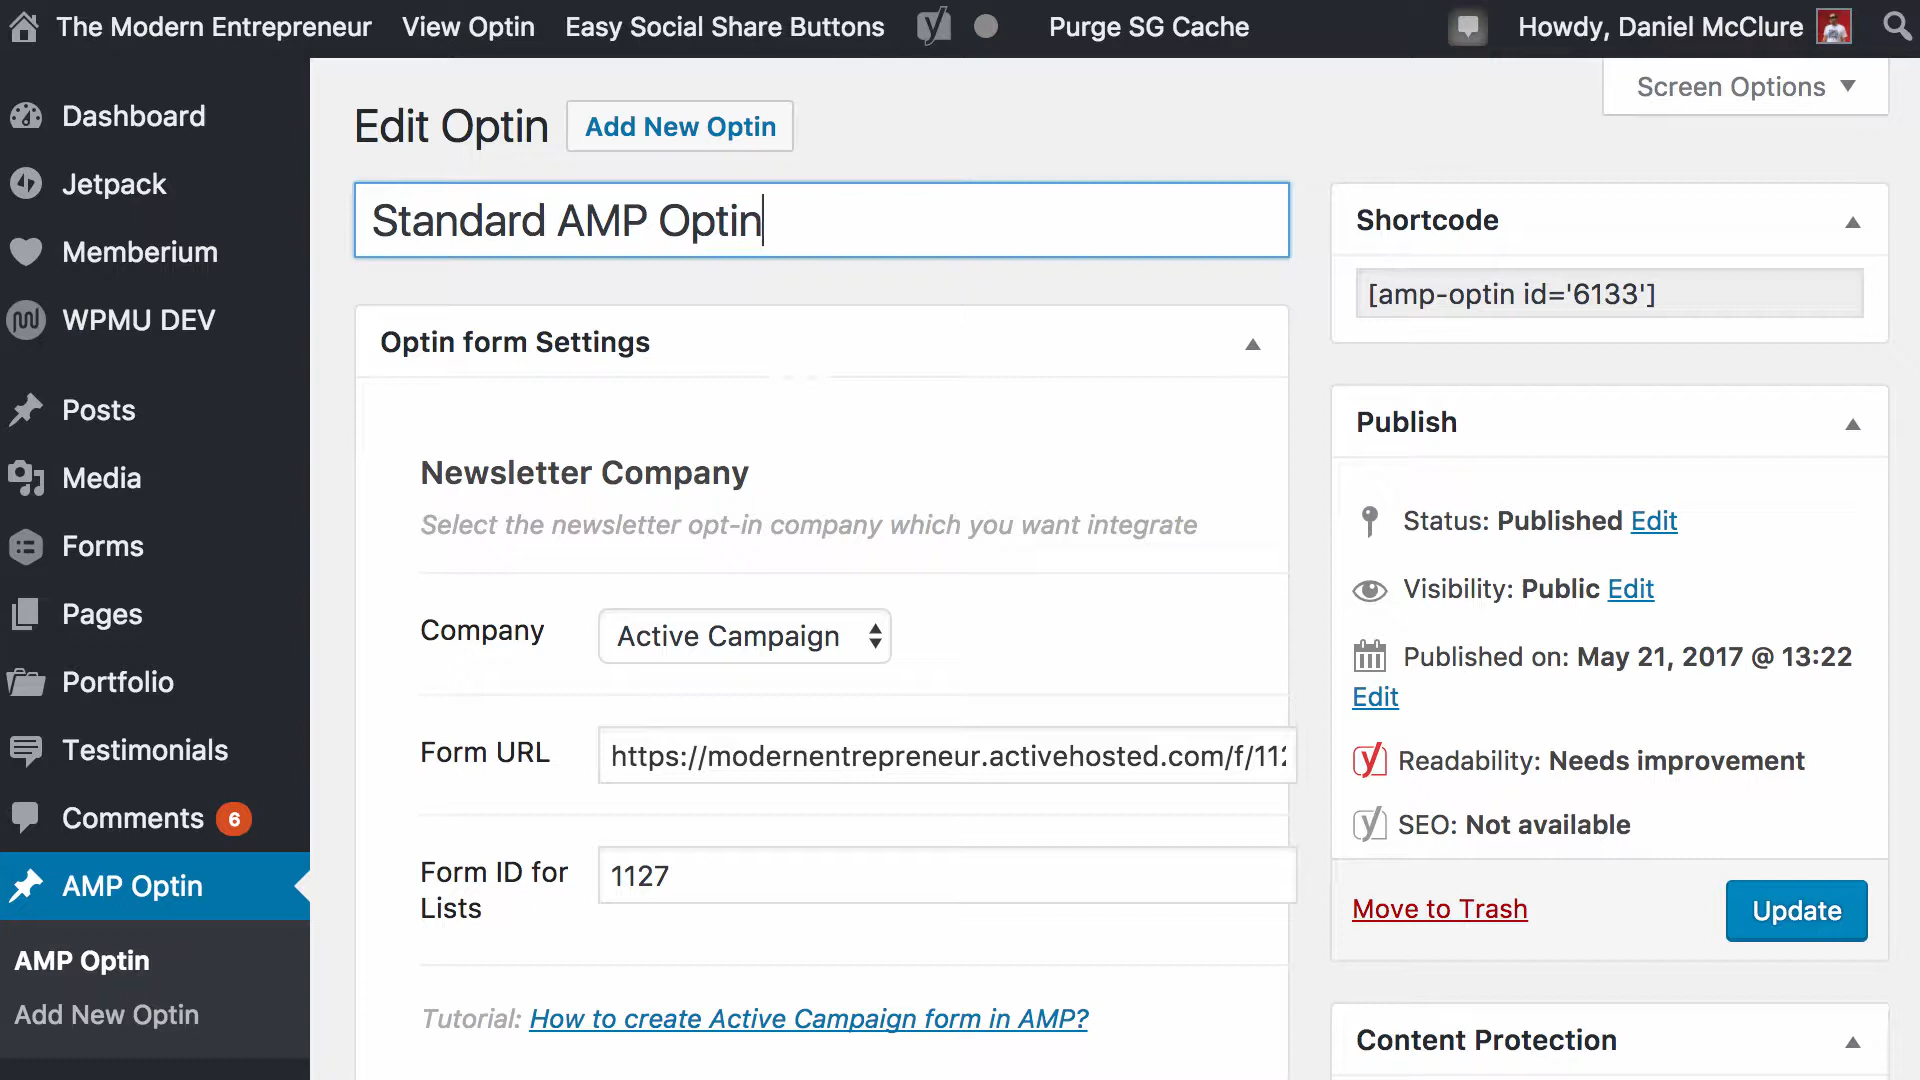 The Modern Entrepreneur View Optin Easy Social Share Buttons Purge SG Cache Howdy, Daniel McClure
Screen Options
Dashboard
Jetpack
Memberium
WPMU DEV
Posts
Media
Forms
Pages
Portfolio
Testimonials
Comments 6
AMP Optin
AMP Optin
Add New Optin
Edit Optin Add New Optin
Standard AMP Optin
Optin form Settings
Newsletter Company
Select the newsletter opt-in company which you want integrate
Company Active Campaign
Form URL https://modernentrepreneur.activehosted.com/f/112
Form ID for
Lists
1127
Tutorial: How to create Active Campaign form in AMP?
Shortcode
[amp-optin id='6133']
Publish
Status: Published Edit
Visibility: Public Edit
Published on: May 21, 2017 @ 13:22
Edit
Readability: Needs improvement
SEO: Not available
Move to Trash Update
Content Protection